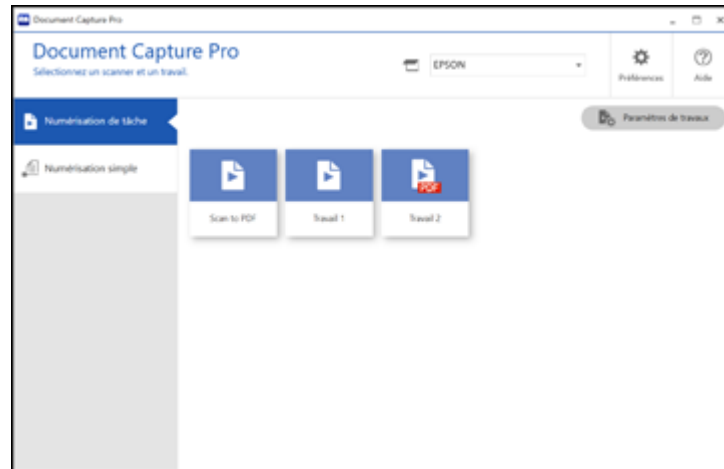 Document Capture Pro
Document Capture Pro
Sélectionnez un scanner et un travail.
EPSON
Préférences
Aide
Numérisation de tâche
Paramètres de travaux
Numérisation simple
Scan to PDF
Travail 1
PDF
Travail 2